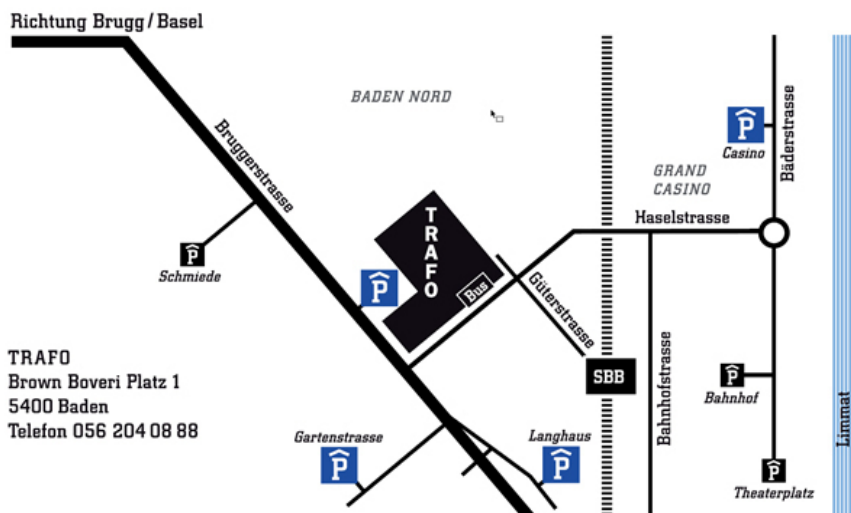 Richtung Brugg/Basel
BADEN NORD
P
Casino
Bäderstrasse
Bruggerstrasse
GRAND
CASINO
Haselstrasse
TRAFO
P
Schmiede
P
Bus
Güterstrasse
TRAFO
Brown Boveri Platz 1
5400 Baden
Telefon 056 204 08 88
SBB
Bahnhofstrasse
P
Bahnhof
Limmat
Gartenstrasse
P
Langhaus
P
P
Theaterplatz